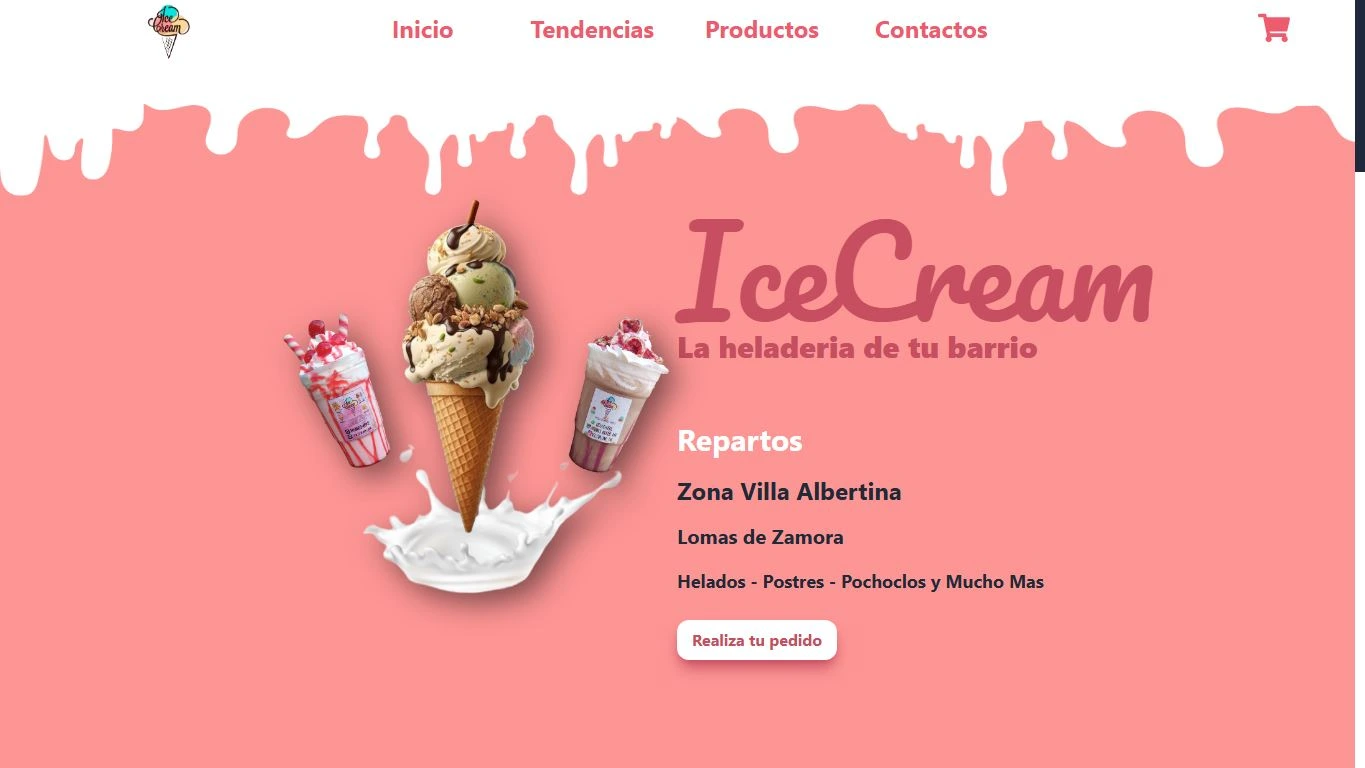 Ice
Cream
Inicio
Tendencias
Productos
Contactos
IceCream
La heladeria de tu barrio
Repartos
Zona Villa Albertina
Lomas de Zamora
Helados - Postres - Pochoclos y Mucho Mas
Realiza tu pedido